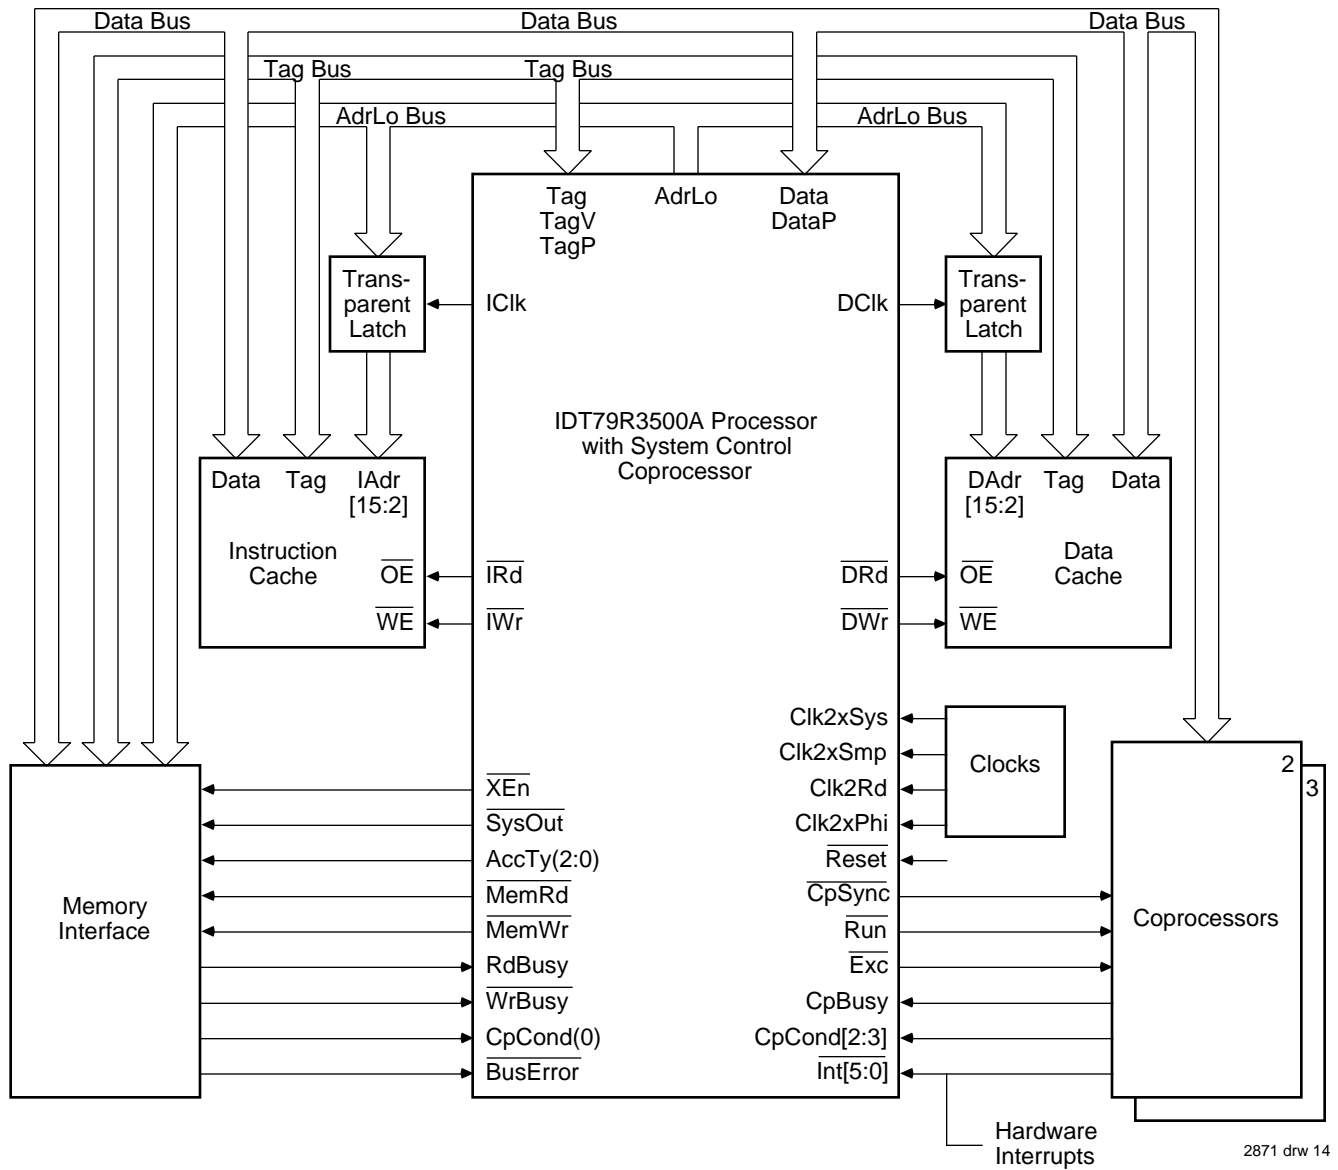 Data Bus Data Bus Data Bus
Tag Bus Tag Bus
AdrLo Bus AdrLo Bus
Tag AdrLo Data
TagV DataP
TagP
Trans-
parent
Latch
IClk DClk
Trans-
parent
Latch
IDT79R3500A Processor
with System Control
Coprocessor
Data Tag IAdr
[15:2]
Instruction
Cache
OE
WE
IRd
IWr
DRd
DWr
DAdr Tag Data
[15:2]
OE
WE
Data
Cache
Clk2xSys
Clk2xSmp
Clk2Rd
Clk2xPhi
Reset
CpSync
Run
Exc
CpBusy
CpCond[2:3]
Int[5:0]
Clocks
Memory
Interface
XEn
SysOut
AccTy(2:0)
MemRd
MemWr
RdBusy
WrBusy
CpCond(0)
BusError
2
3
Coprocessors
Hardware
Interrupts
2871 drw 14